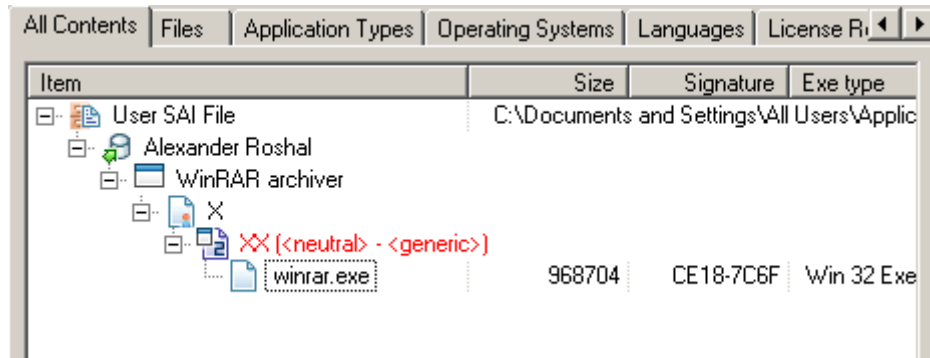 All Contents Files Application Types Operating Systems Languages License R
Item Size Signature Exe type
User SAI File C:\Documents and Settings\All Users\Applic
Alexander Roshal
WinRAR archiver
X
XX (<neutral> - <generic>)
winrar.exe 968704 CE18-7C6F Win 32 Exe